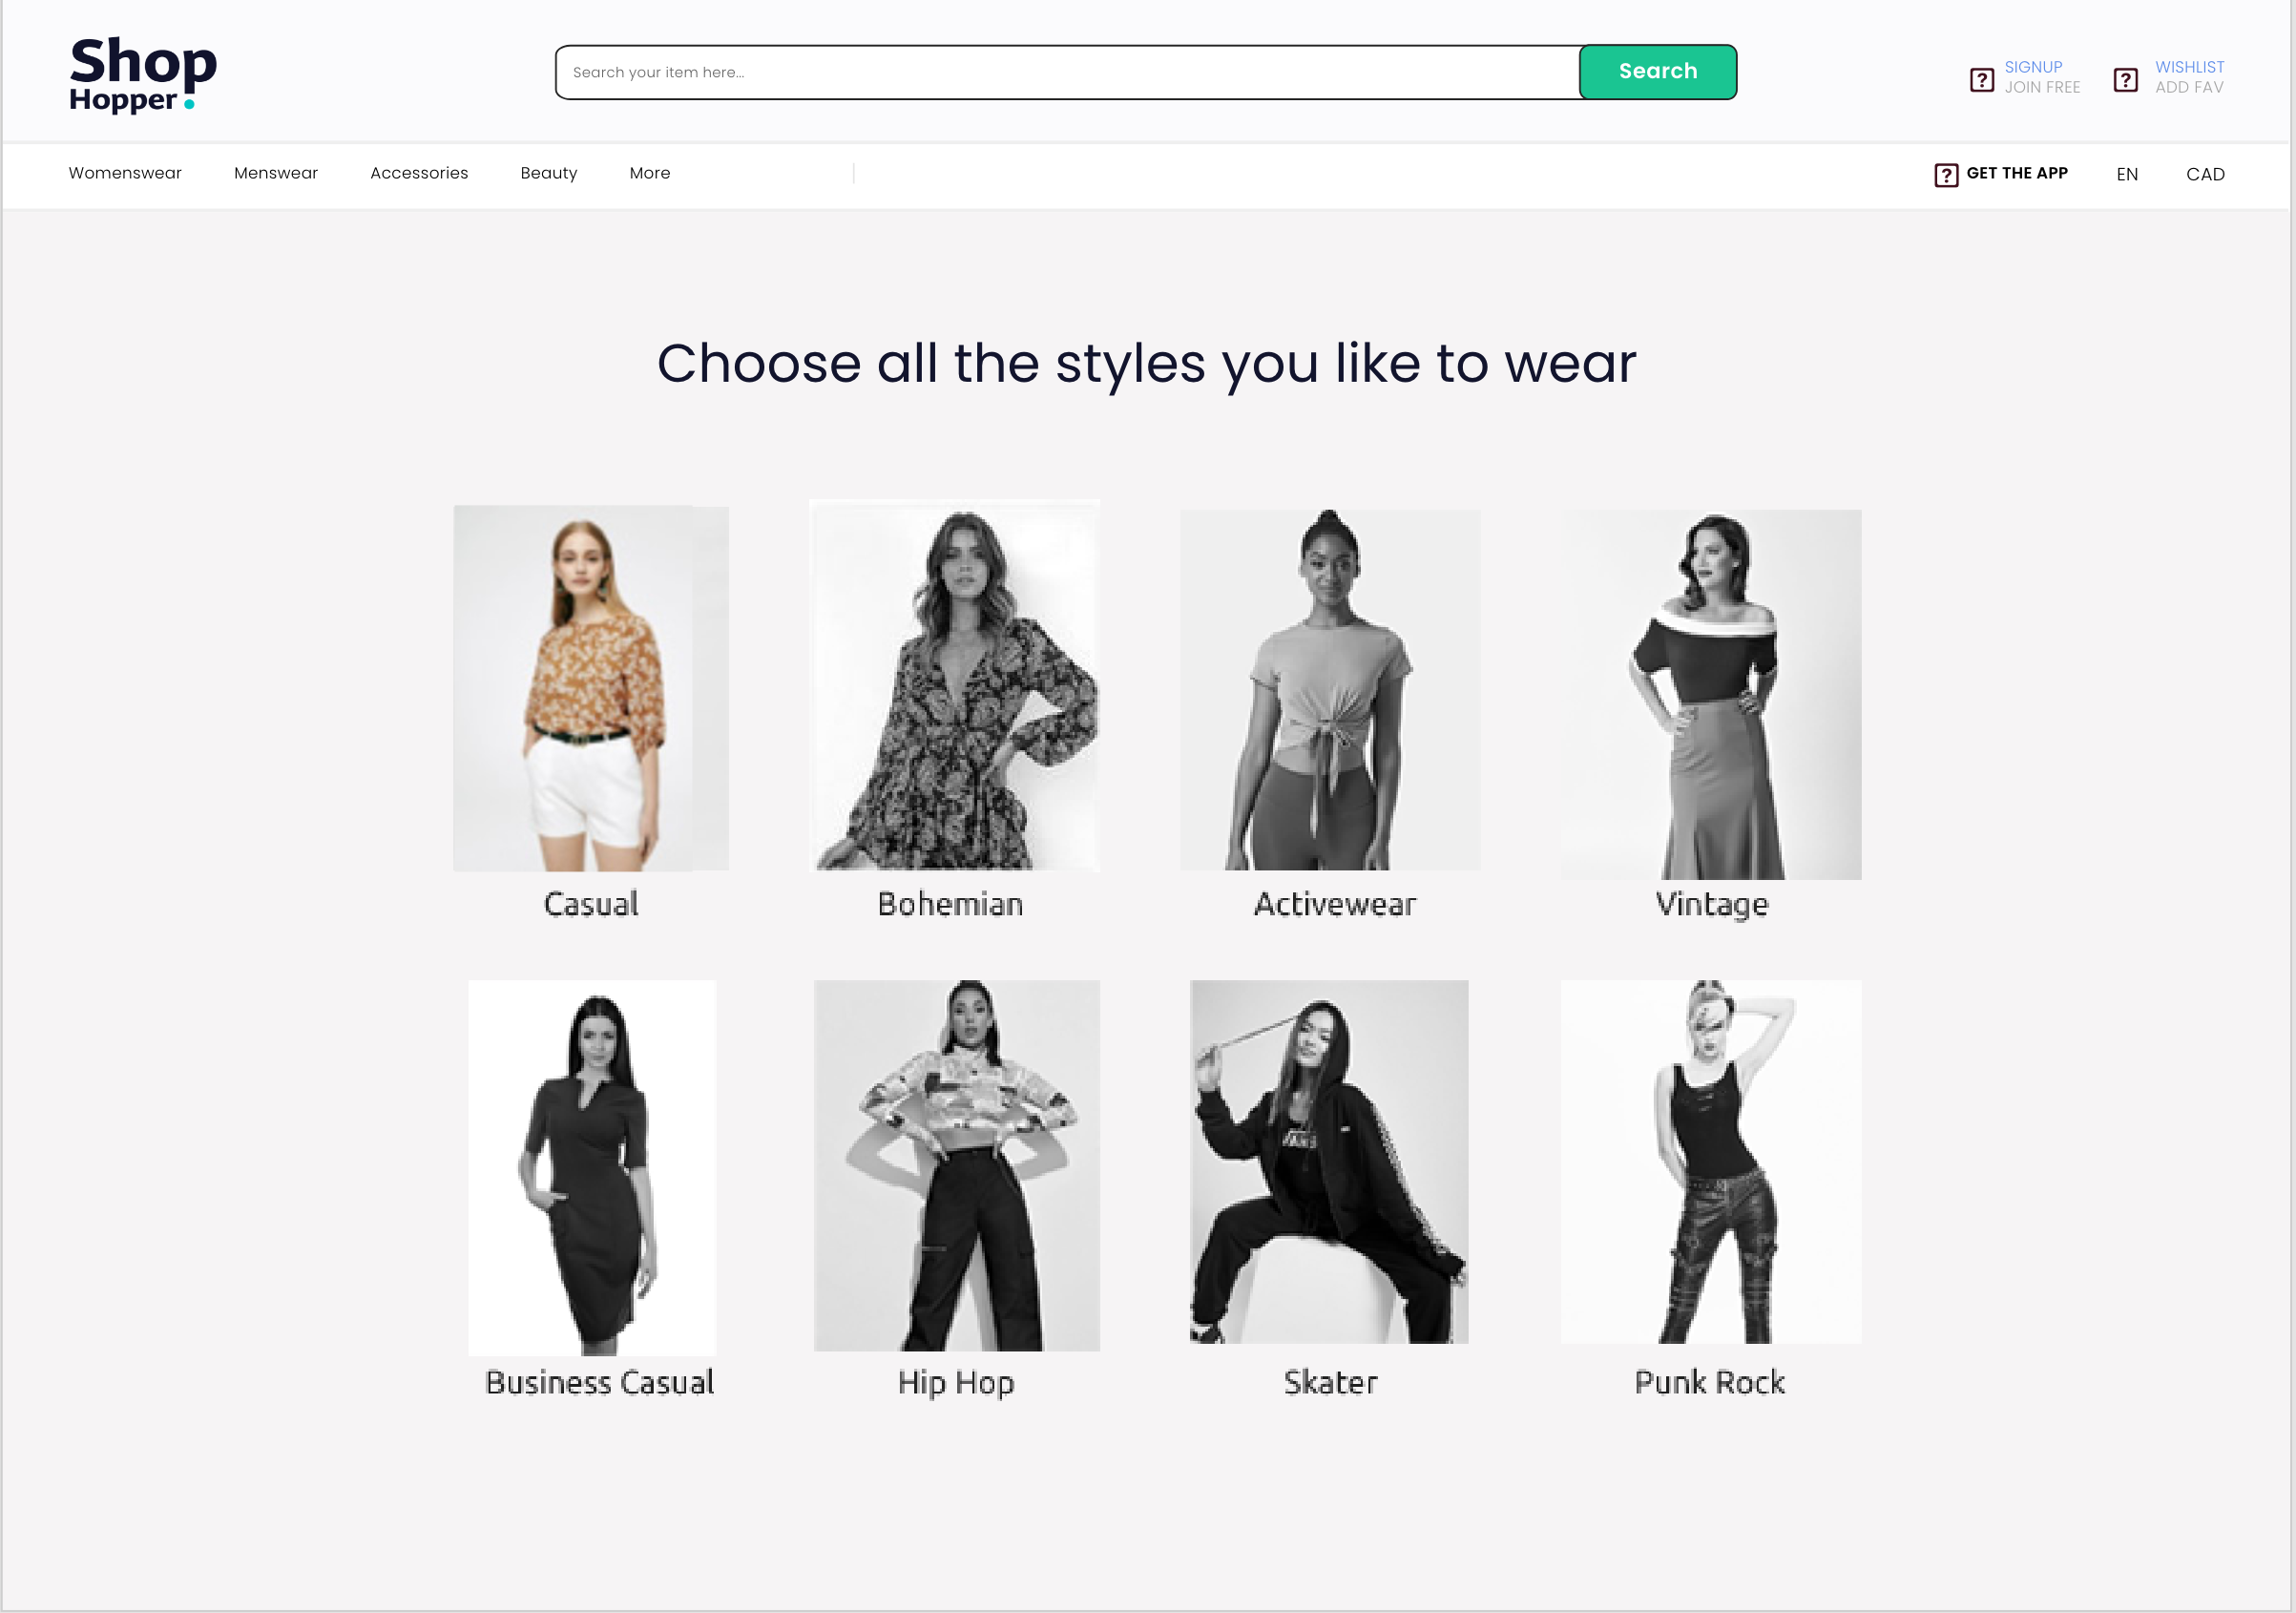 Shop
Hopper.
Search your item here...
Search
? SIGNUP
JOIN FREE
? WISHLIST
ADD FAV
Womenswear Menswear Accessories Beauty More
? GET THE APP EN CAD
Choose all the styles you like to wear
Casual Bohemian Activewear Vintage
VANS
Business Casual Hip Hop Skater Punk Rock